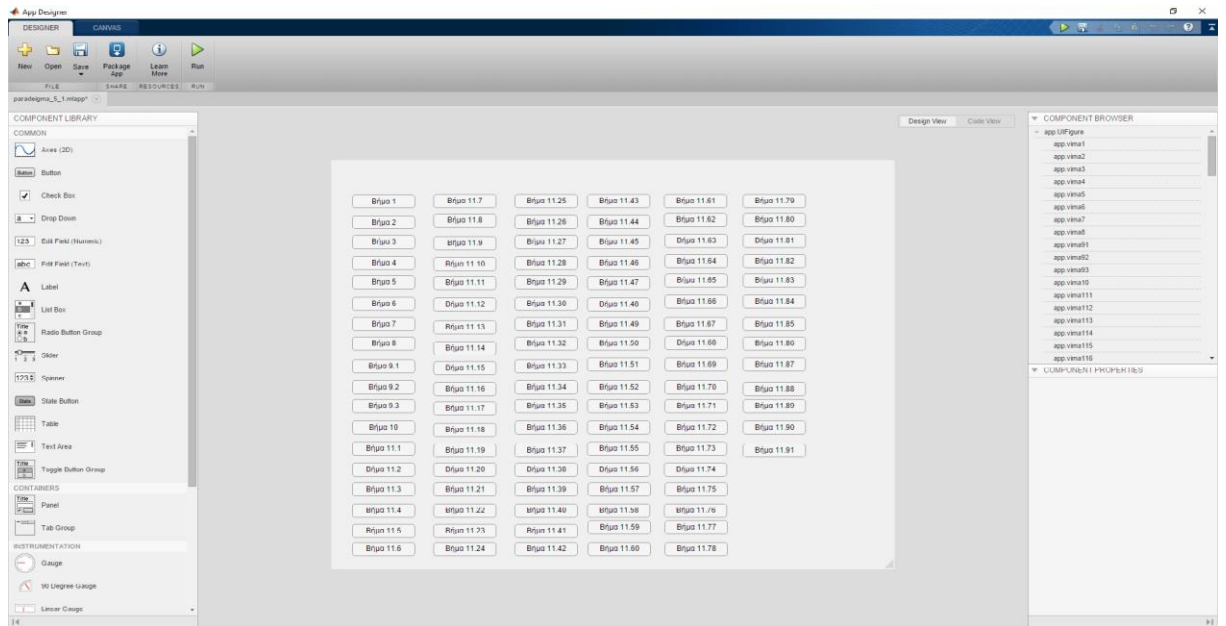 App Designer
DESIGNER CANVAS
New Open Save Package App Learn More Run
FILE SHARE RESOURCES RUN
paradeigma_5_1.mlapp*
COMPONENT LIBRARY
COMMON
Axes (2D)
Button Button
Check Box
a Drop Down
123 Edit Field (Numeric)
abc Edit Field (Text)
A Label
List Box
Title Radio Button Group
1 2 3 Slider
123 Spinner
State State Button
Table
Text Area
Title Toggle Button Group
CONTAINERS
Title Panel
Tab Group
INSTRUMENTATION
Gauge
90 Degree Gauge
Linear Gauge
Design View Code View
Βήμα 1 Βήμα 11.7 Βήμα 11.25 Βήμα 11.43 Βήμα 11.61 Βήμα 11.79
Βήμα 2 Βήμα 11.8 Βήμα 11.26 Βήμα 11.44 Βήμα 11.62 Βήμα 11.80
Βήμα 3 Βήμα 11.9 Βήμα 11.27 Βήμα 11.45 Βήμα 11.63 Βήμα 11.81
Βήμα 4 Βήμα 11.10 Βήμα 11.28 Βήμα 11.46 Βήμα 11.64 Βήμα 11.82
Βήμα 5 Βήμα 11.11 Βήμα 11.29 Βήμα 11.47 Βήμα 11.65 Βήμα 11.83
Βήμα 6 Βήμα 11.12 Βήμα 11.30 Βήμα 11.48 Βήμα 11.66 Βήμα 11.84
Βήμα 7 Βήμα 11.13 Βήμα 11.31 Βήμα 11.49 Βήμα 11.67 Βήμα 11.85
Βήμα 8 Βήμα 11.14 Βήμα 11.32 Βήμα 11.50 Βήμα 11.68 Βήμα 11.86
Βήμα 9.1 Βήμα 11.15 Βήμα 11.33 Βήμα 11.51 Βήμα 11.69 Βήμα 11.87
Βήμα 9.2 Βήμα 11.16 Βήμα 11.34 Βήμα 11.52 Βήμα 11.70 Βήμα 11.88
Βήμα 9.3 Βήμα 11.17 Βήμα 11.35 Βήμα 11.53 Βήμα 11.71 Βήμα 11.89
Βήμα 10 Βήμα 11.18 Βήμα 11.36 Βήμα 11.54 Βήμα 11.72 Βήμα 11.90
Βήμα 11.1 Βήμα 11.19 Βήμα 11.37 Βήμα 11.55 Βήμα 11.73 Βήμα 11.91
Βήμα 11.2 Βήμα 11.20 Βήμα 11.38 Βήμα 11.56 Βήμα 11.74
Βήμα 11.3 Βήμα 11.21 Βήμα 11.39 Βήμα 11.57 Βήμα 11.75
Βήμα 11.4 Βήμα 11.22 Βήμα 11.40 Βήμα 11.58 Βήμα 11.76
Βήμα 11.5 Βήμα 11.23 Βήμα 11.41 Βήμα 11.59 Βήμα 11.77
Βήμα 11.6 Βήμα 11.24 Βήμα 11.42 Βήμα 11.60 Βήμα 11.78
COMPONENT BROWSER
app.UIFigure
app.vima1
app.vima2
app.vima3
app.vima4
app.vima5
app.vima6
app.vima7
app.vima8
app.vima91
app.vima92
app.vima93
app.vima10
app.vima111
app.vima112
app.vima113
app.vima114
app.vima115
app.vima116
COMPONENT PROPERTIES